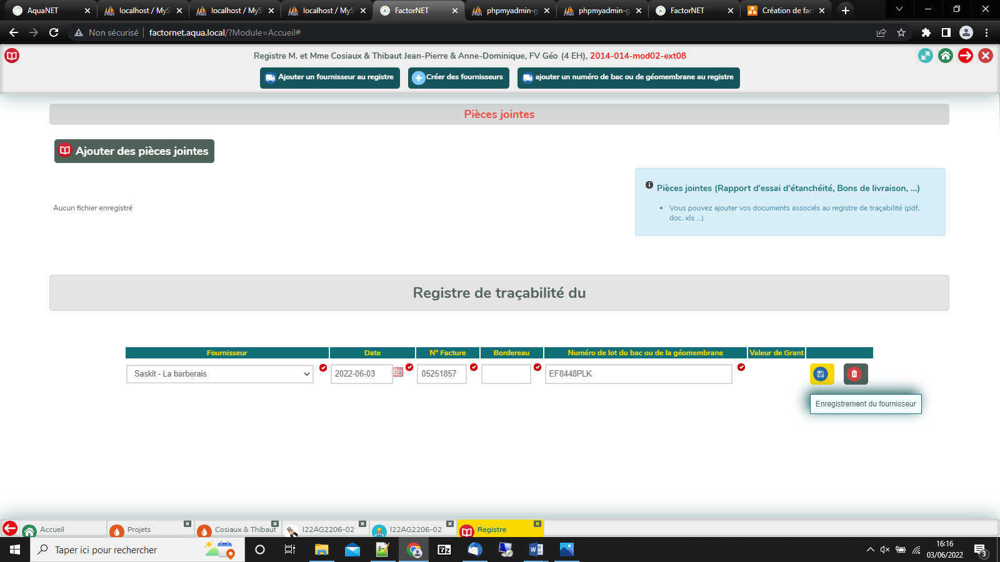 AquaNET
localhost / MyS
localhost / MyS
localhost / MyS
FactorNET
phpmyadmin-g
phpmyadmin-g
FactorNET
Création de fac
Non sécurisé
factornet.aqua.local/?Module=Accueil#
Registre M. et Mme Cosiaux & Thibaut Jean-Pierre & Anne-Dominique, FV Géo (4 EH), 2014-014-mod02-ext08
Ajouter un fournisseur au registre
Créer des fournisseurs
ajouter un numéro de bac ou de géomembrane au registre
Pièces jointes
Ajouter des pièces jointes
Pièces jointes (Rapport d'essai d'étanchéité, Bons de livraison, ...)
Aucun fichier enregistré
Vous pouvez ajouter vos documents associés au registre de traçabilité (pdf,
doc, xls ...)
Registre de traçabilité du
Fournisseur
Date
N° Facture
Bordereau
Numéro de lot du bac ou de la géomembrane
Valeur de Grant
Saskit - La barberais
2022-06-03
05251857
EF8448PLK
Enregistrement du fournisseur
Accueil
Projets
Cosiaux & Thibaut
I22AG2206-02
I22AG2206-02
Registre
Taper ici pour rechercher
16:16
03/06/2022
3